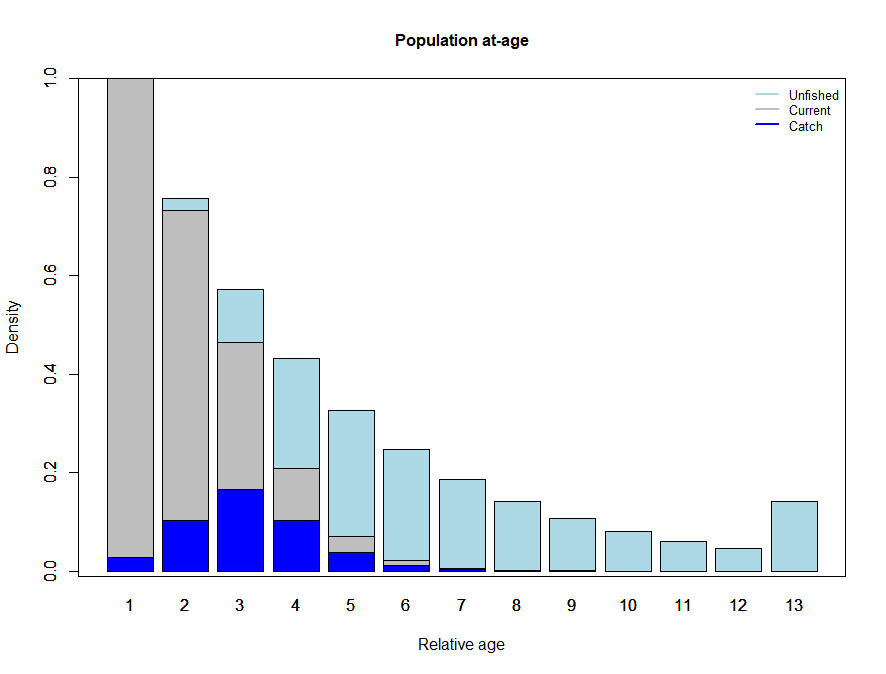 Population at-age
Unfished
Current
Catch
Density
0.0 0.2 0.4 0.6 0.8 1.0
1 2 3 4 5 6 7 8 9 10 11 12 13
Relative age